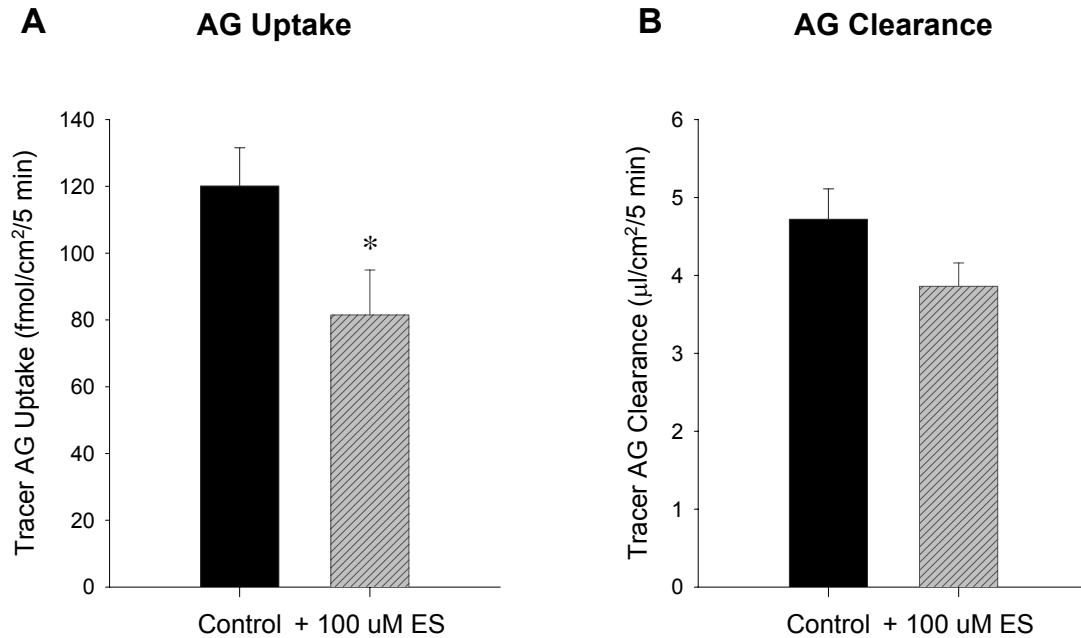 A AG Uptake
Tracer AG Uptake (fmol/cm²/5 min)
140
120
100
80
60
40
20
0
*
Control + 100 uM ES
B AG Clearance
Tracer AG Clearance (μl/cm²/5 min)
6
5
4
3
2
1
0
Control + 100 uM ES